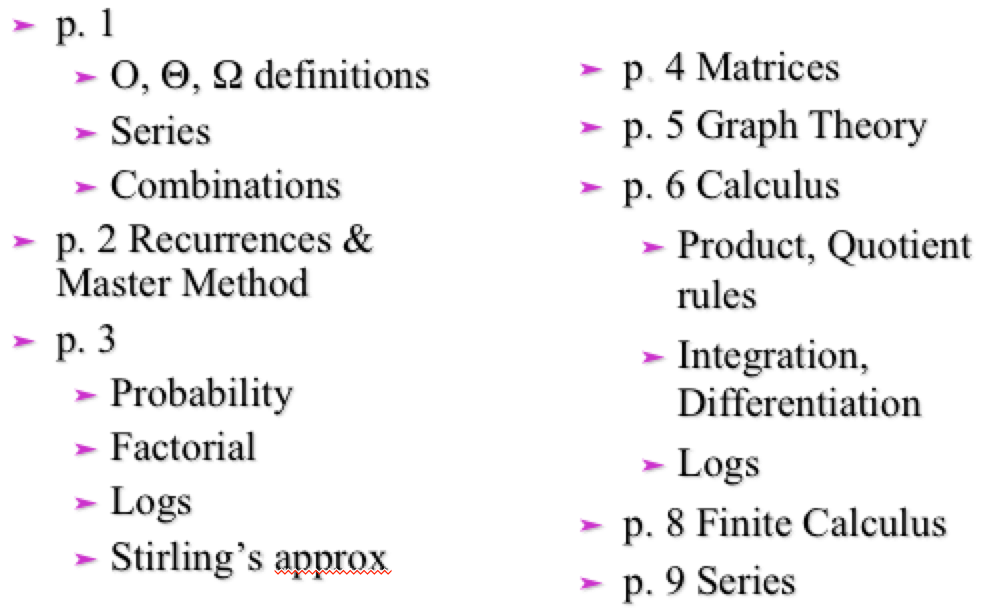 p. 1
O, Θ, Ω definitions
Series
Combinations
p. 2 Recurrences &
Master Method
p. 3
Probability
Factorial
Logs
Stirling’s approx
p. 4 Matrices
p. 5 Graph Theory
p. 6 Calculus
Product, Quotient
rules
Integration,
Differentiation
Logs
p. 8 Finite Calculus
p. 9 Series